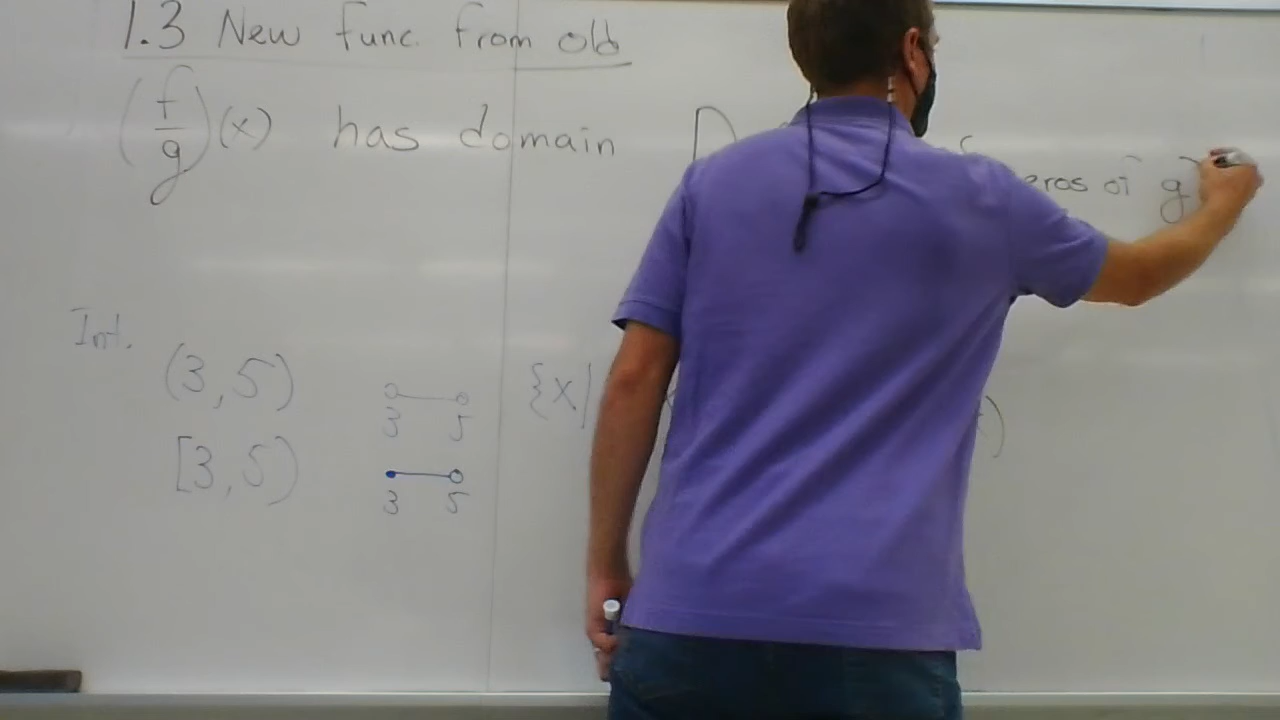 1.3 New func. from old
(f/g)(x) has domain D
eros of g
Int.
(3,5) 3 5 {x|
[3,5) 3 5